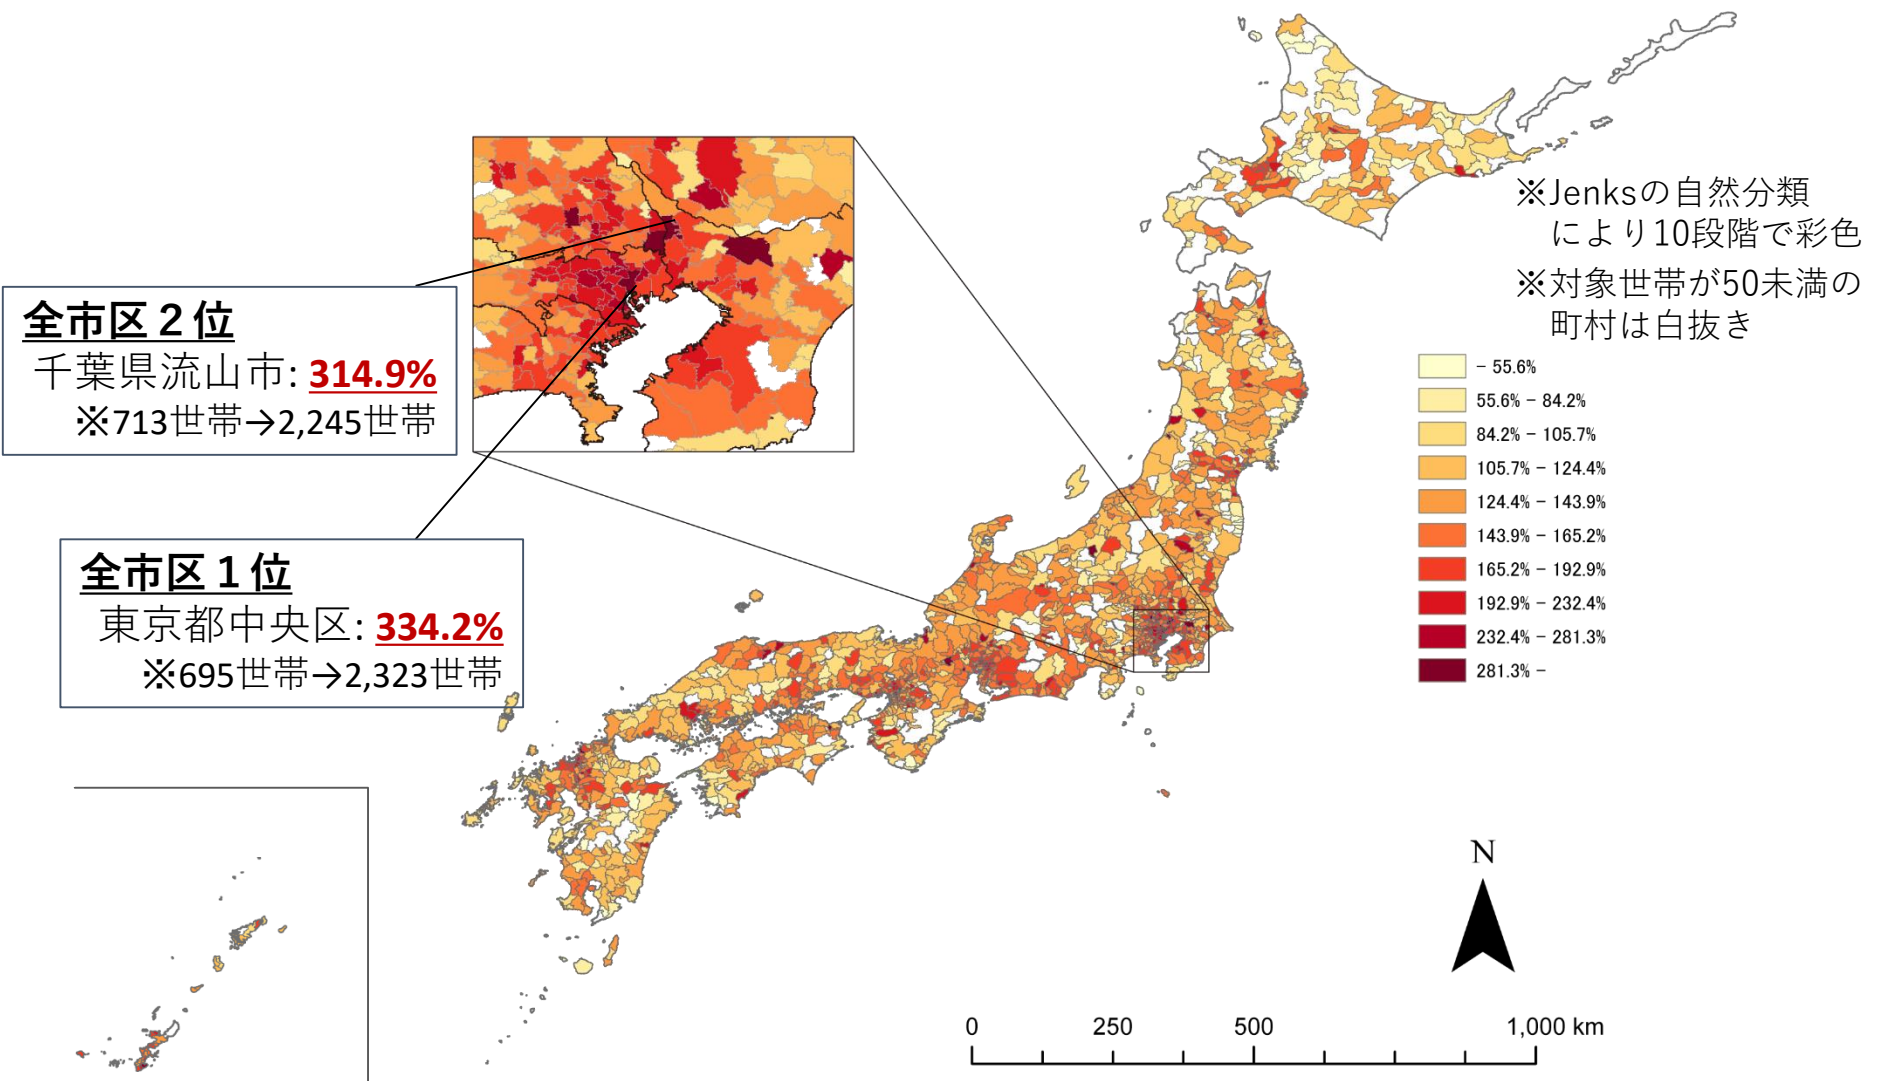 ※Jenksの自然分類
により10段階で彩色
※対象世帯が50未満の
町村は白抜き
全市区２位
千葉県流山市: 314.9%
※713世帯→2,245世帯
全市区１位
東京都中央区: 334.2%
※695世帯→2,323世帯
- 55.6%
55.6% - 84.2%
84.2% - 105.7%
105.7% - 124.4%
124.4% - 143.9%
143.9% - 165.2%
165.2% - 192.9%
192.9% - 232.4%
232.4% - 281.3%
281.3% -
N
0 250 500 1,000 km